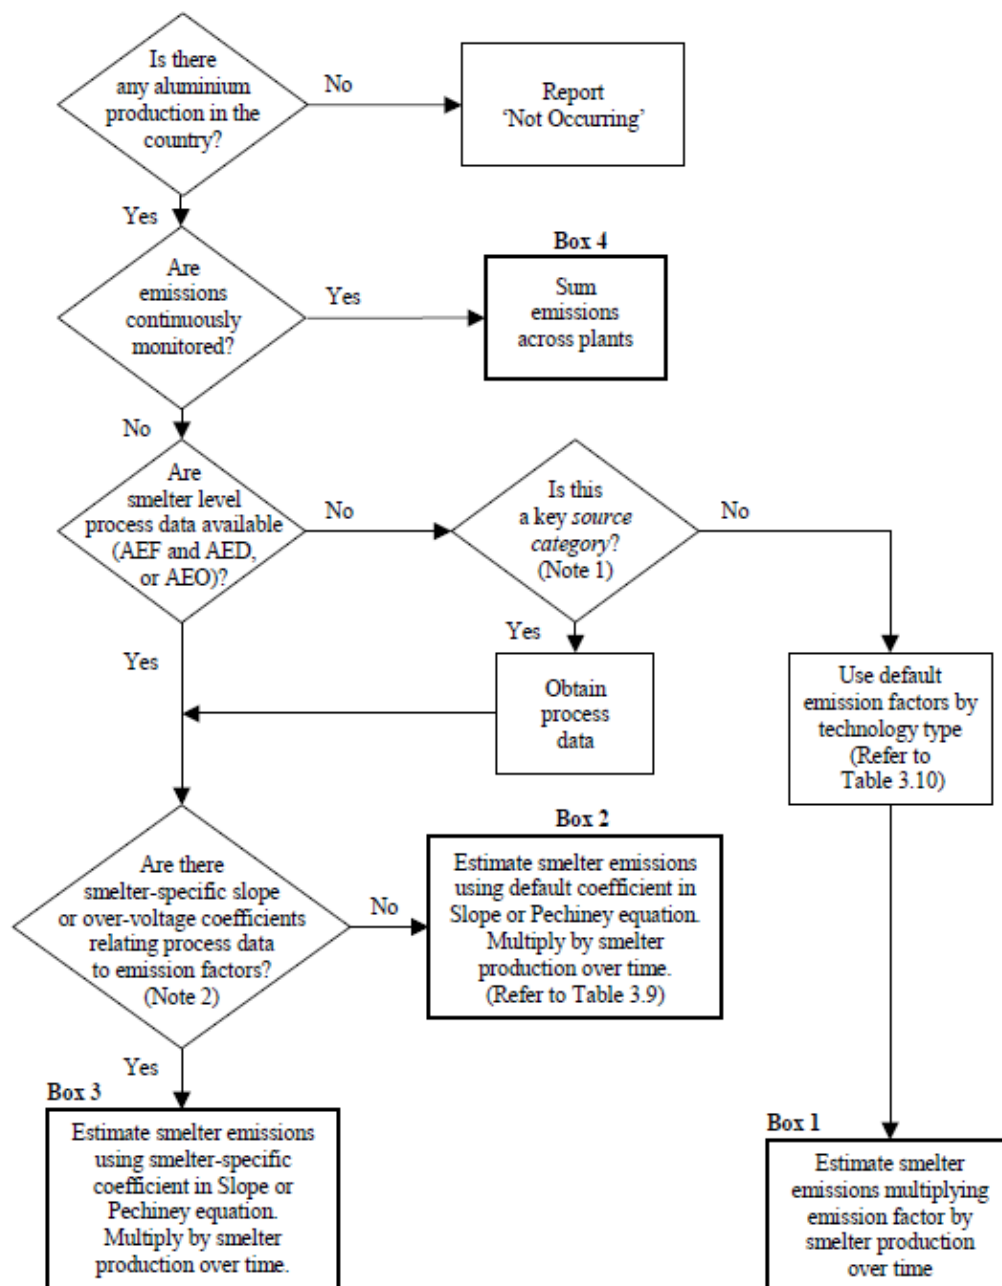 Is there
any aluminium
production in the
country?
No
Report
‘Not Occurring’
Yes
Box 4
Are
emissions
continuously
monitored?
Yes
Sum
emissions
across plants
No
Are
smelter level
process data available
(AEF and AED,
or AEO)?
No
Is this
a key source
category?
(Note 1)
No
Yes
Yes
Obtain
process
data
Use default
emission factors by
technology type
(Refer to
Table 3.10)
Box 2
Are there
smelter-specific slope
or over-voltage coefficients
relating process data
to emission factors?
(Note 2)
No
Estimate smelter emissions
using default coefficient in
Slope or Pechiney equation.
Multiply by smelter
production over time.
(Refer to Table 3.9)
Yes
Box 3
Estimate smelter emissions
using smelter-specific
coefficient in Slope or
Pechiney equation.
Multiply by smelter
production over time.
Box 1
Estimate smelter
emissions multiplying
emission factor by
smelter production
over time